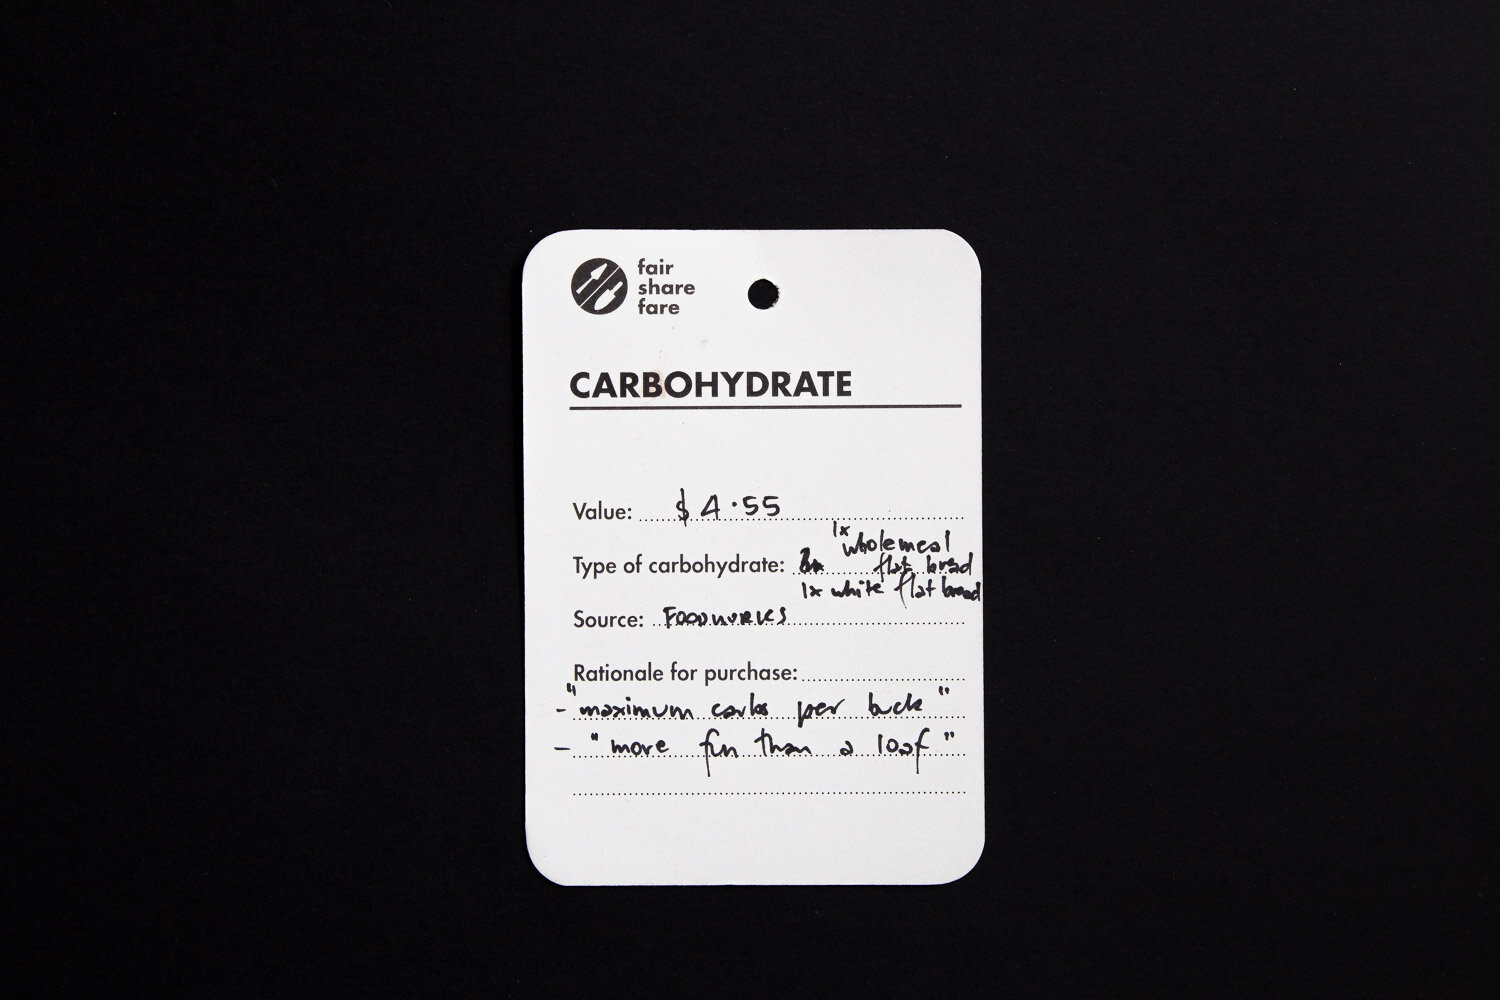 fair
share
fare
CARBOHYDRATE
Value: $4.55
1x
wholemeal
Type of carbohydrate: flat bread
1x white flat bread
Source: FOODWORKS
Rationale for purchase:
- "maximum carbs per buck"
- "more fun than a loaf"